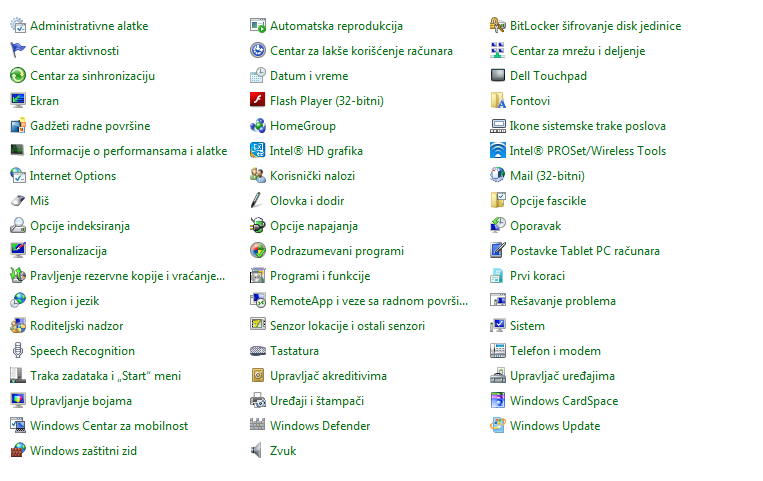 Administrativne alatke
Automatska reprodukcija
BitLocker šifrovanje disk jedinice
Centar aktivnosti
Centar za lakše korišćenje računara
Centar za mrežu i deljenje
Centar za sinhronizaciju
Datum i vreme
Dell Touchpad
Ekran
Flash Player (32-bitni)
Fontovi
Gadžeti radne površine
HomeGroup
Ikone sistemske trake poslova
Informacije o performansama i alatke
Intel® HD grafika
Intel® PROSet/Wireless Tools
Internet Options
Korisnički nalozi
Mail (32-bitni)
Miš
Olovka i dodir
Opcije fascikle
Opcije indeksiranja
Opcije napajanja
Oporavak
Personalizacija
Podrazumevani programi
Postavke Tablet PC računara
Pravljenje rezervne kopije i vraćanje...
Programi i funkcije
Prvi koraci
Region i jezik
RemoteApp i veze sa radnom površi...
Rešavanje problema
Roditeljski nadzor
Senzor lokacije i ostali senzori
Sistem
Speech Recognition
Tastatura
Telefon i modem
Traka zadataka i „Start“ meni
Upravljač akreditivima
Upravljač uređajima
Upravljanje bojama
Uređaji i štampači
Windows CardSpace
Windows Centar za mobilnost
Windows Defender
Windows Update
Windows zaštitni zid
Zvuk